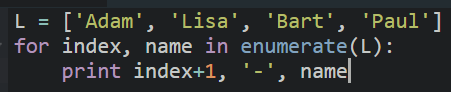 L = ['Adam', 'Lisa', 'Bart', 'Paul']
for index, name in enumerate(L):
    print index+1, '-', name